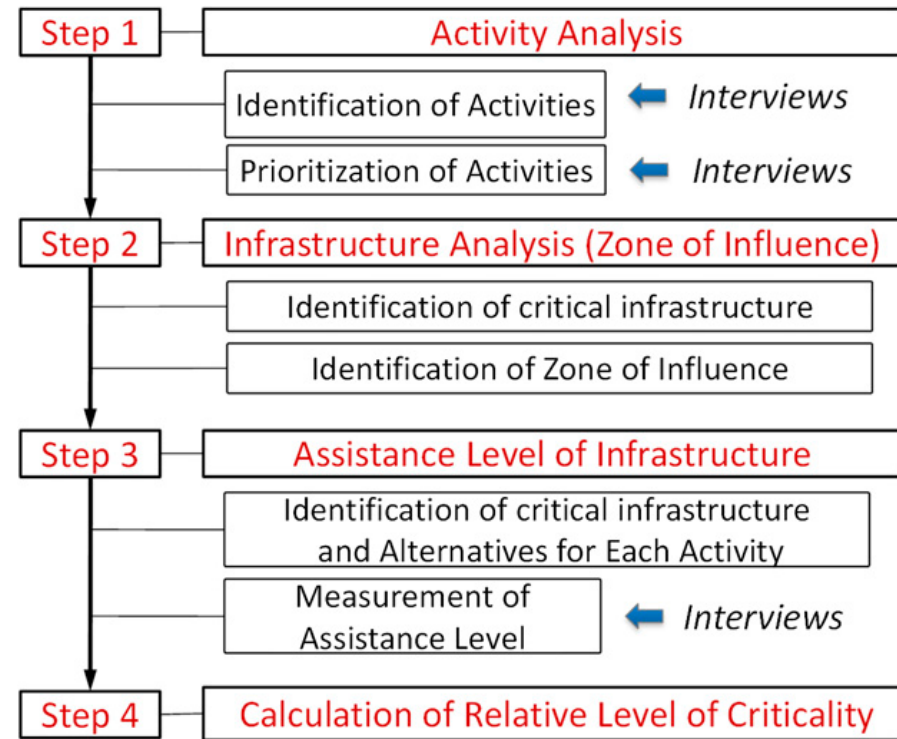 Step 1 Activity Analysis
Identification of Activities Interviews
Prioritization of Activities Interviews
Step 2 Infrastructure Analysis (Zone of Influence)
Identification of critical infrastructure
Identification of Zone of Influence
Step 3 Assistance Level of Infrastructure
Identification of critical infrastructure
and Alternatives for Each Activity
Measurement of
Assistance Level Interviews
Step 4 Calculation of Relative Level of Criticality